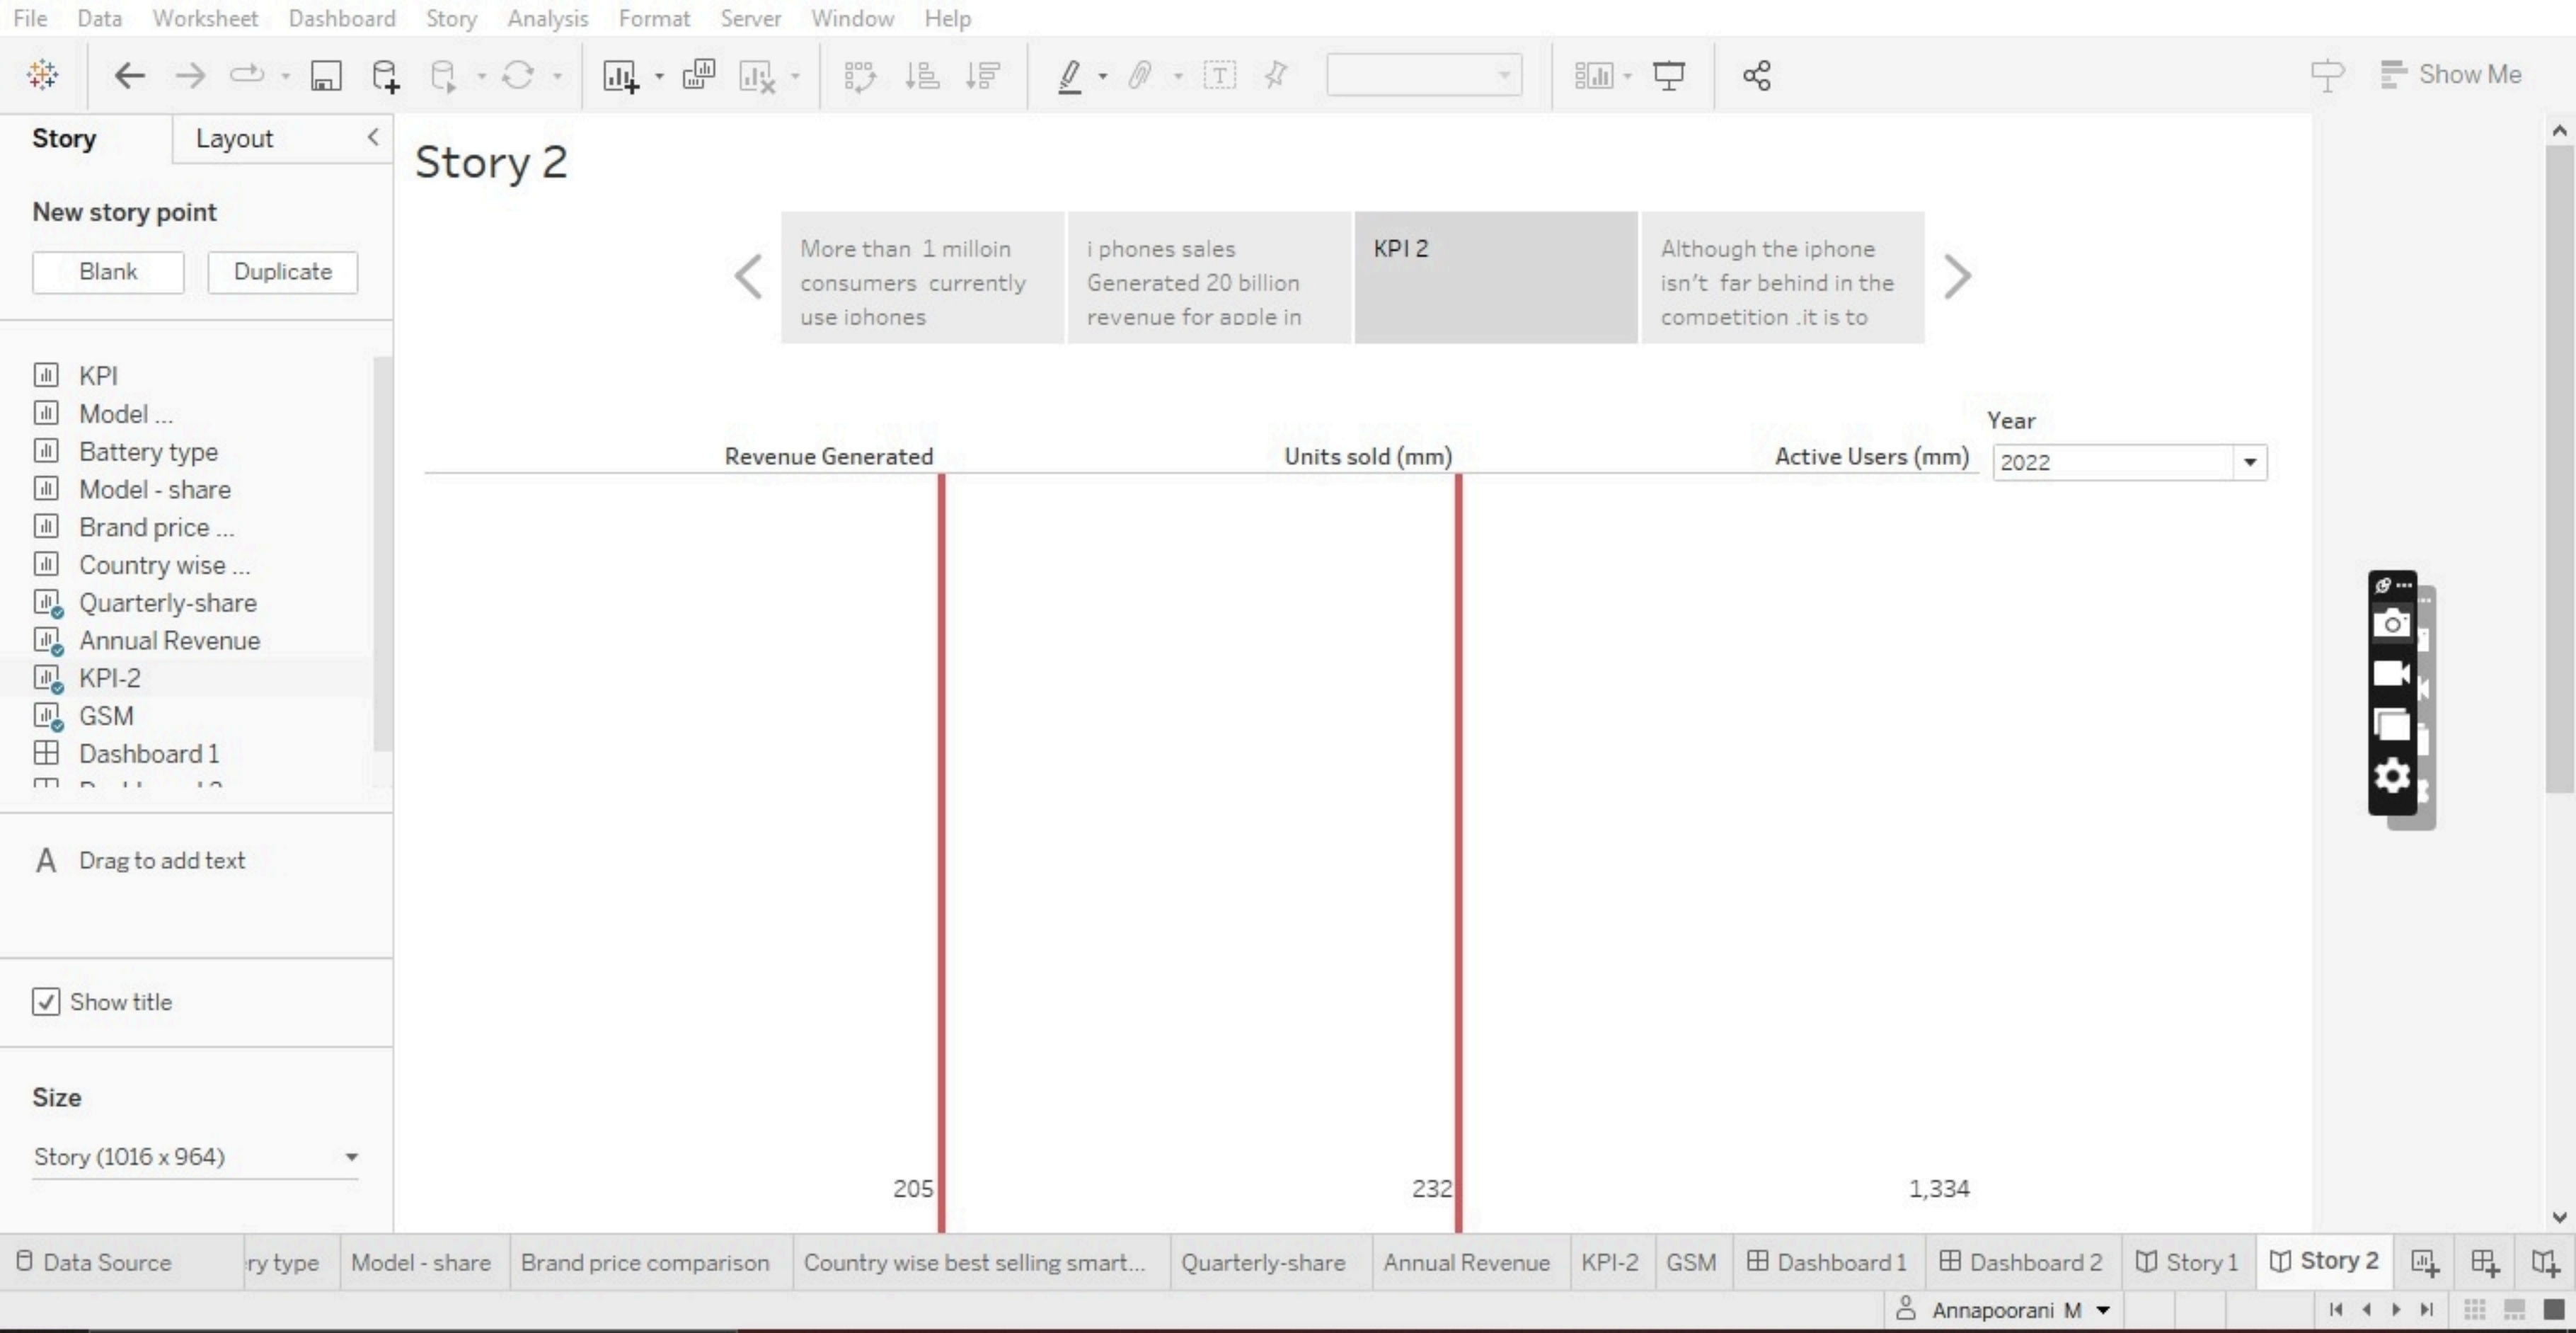 File Data Worksheet Dashboard Story Analysis Format Server Window Help
Show Me
Story Layout
Story 2
New story point
Blank Duplicate
More than 1 milloin
consumers currently
use iphones
i phones sales
Generated 20 billion
revenue for apple in
KPI 2
Although the iphone
isn't far behind in the
competition .it is to
KPI
Model ...
Battery type
Model - share
Brand price ...
Country wise ...
Quarterly-share
Annual Revenue
KPI-2
GSM
Dashboard 1
Year
Revenue Generated Units sold (mm) Active Users (mm) 2022
A Drag to add text
Show title
Size
Story (1016 x 964)
205 232 1,334
Data Source ry type Model - share Brand price comparison Country wise best selling smart... Quarterly-share Annual Revenue KPI-2 GSM Dashboard 1 Dashboard 2 Story 1 Story 2
Annapoorani M